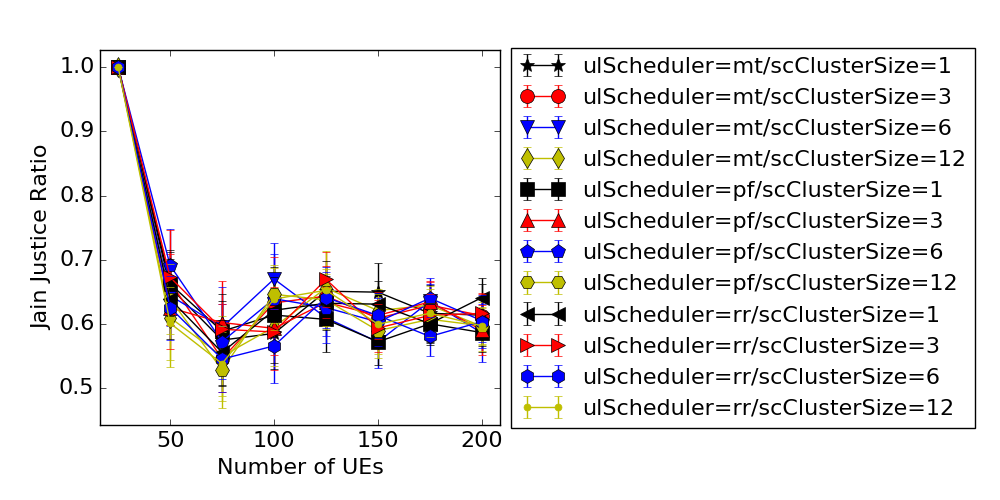 1.0
0.9
0.8
0.7
0.6
0.5
Jain Justice Ratio
50 100 150 200
Number of UEs
ulScheduler=mt/scClusterSize=1
ulScheduler=mt/scClusterSize=3
ulScheduler=mt/scClusterSize=6
ulScheduler=mt/scClusterSize=12
ulScheduler=pf/scClusterSize=1
ulScheduler=pf/scClusterSize=3
ulScheduler=pf/scClusterSize=6
ulScheduler=pf/scClusterSize=12
ulScheduler=rr/scClusterSize=1
ulScheduler=rr/scClusterSize=3
ulScheduler=rr/scClusterSize=6
ulScheduler=rr/scClusterSize=12